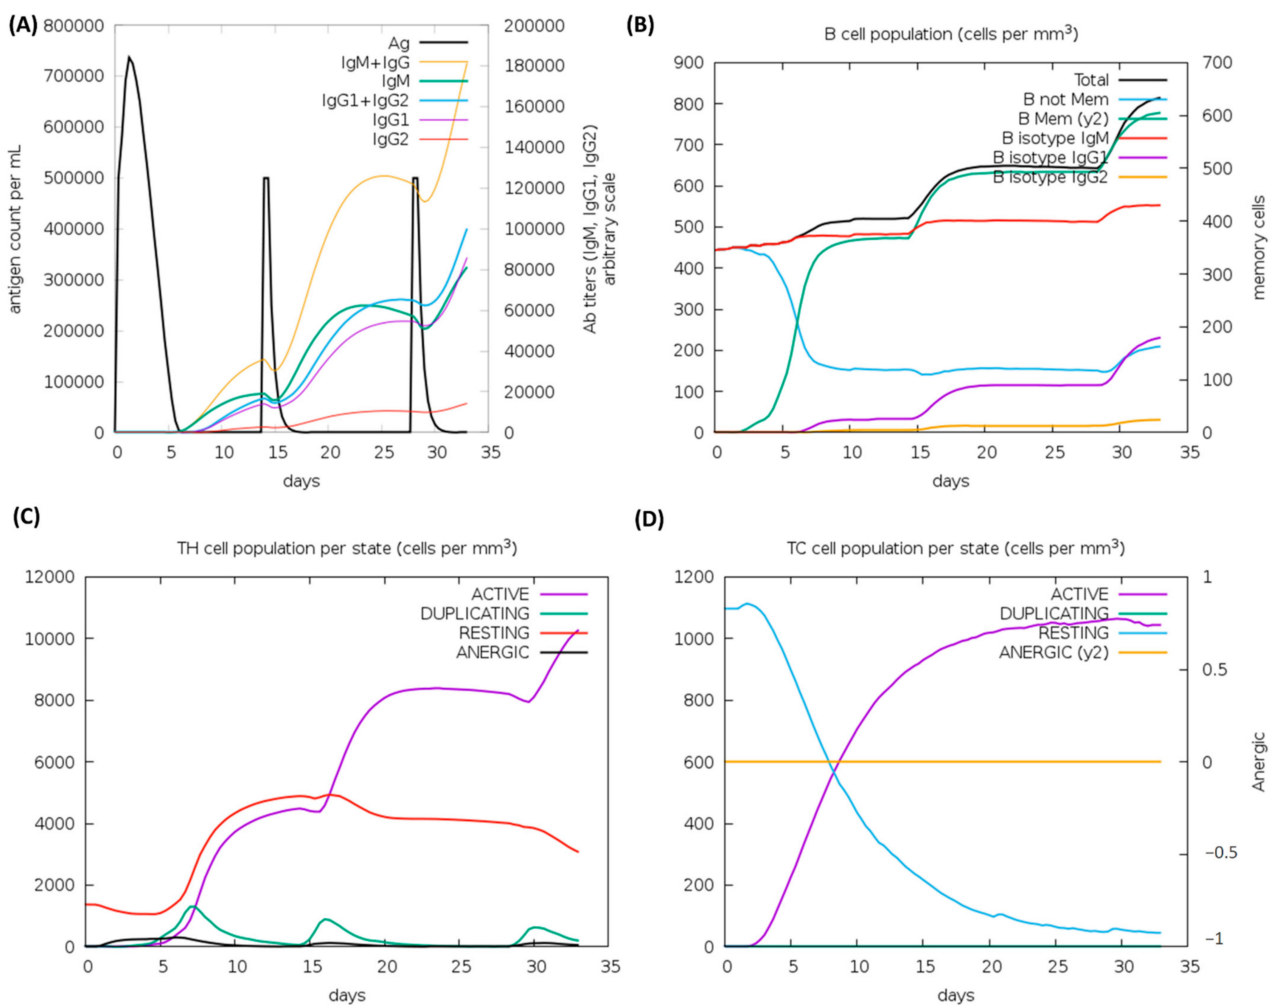 (A)
800000
700000
600000
500000
400000
300000
200000
100000
0
antigen count per mL
200000
180000
160000
140000
120000
100000
80000
60000
40000
20000
0
Ab titers (IgM, IgG1, IgG2)
arbitrary scale
Ag
IgM+IgG
IgM
IgG1+IgG2
IgG1
IgG2
0 5 10 15 20 25 30 35
days
(B)
B cell population (cells per mm³)
900
800
700
600
500
400
300
200
100
0
700
600
500
400
300
200
100
0
memory cells
Total
B not Mem
B Mem (y2)
B isotype IgM
B isotype IgG1
B isotype IgG2
0 5 10 15 20 25 30 35
days
(C)
TH cell population per state (cells per mm³)
12000
10000
8000
6000
4000
2000
0
ACTIVE
DUPLICATING
RESTING
ANERGIC
0 5 10 15 20 25 30 35
days
(D)
TC cell population per state (cells per mm³)
1200
1000
800
600
400
200
0
1
0.5
0
−0.5
−1
Anergic
ACTIVE
DUPLICATING
RESTING
ANERGIC (y2)
0 5 10 15 20 25 30 35
days